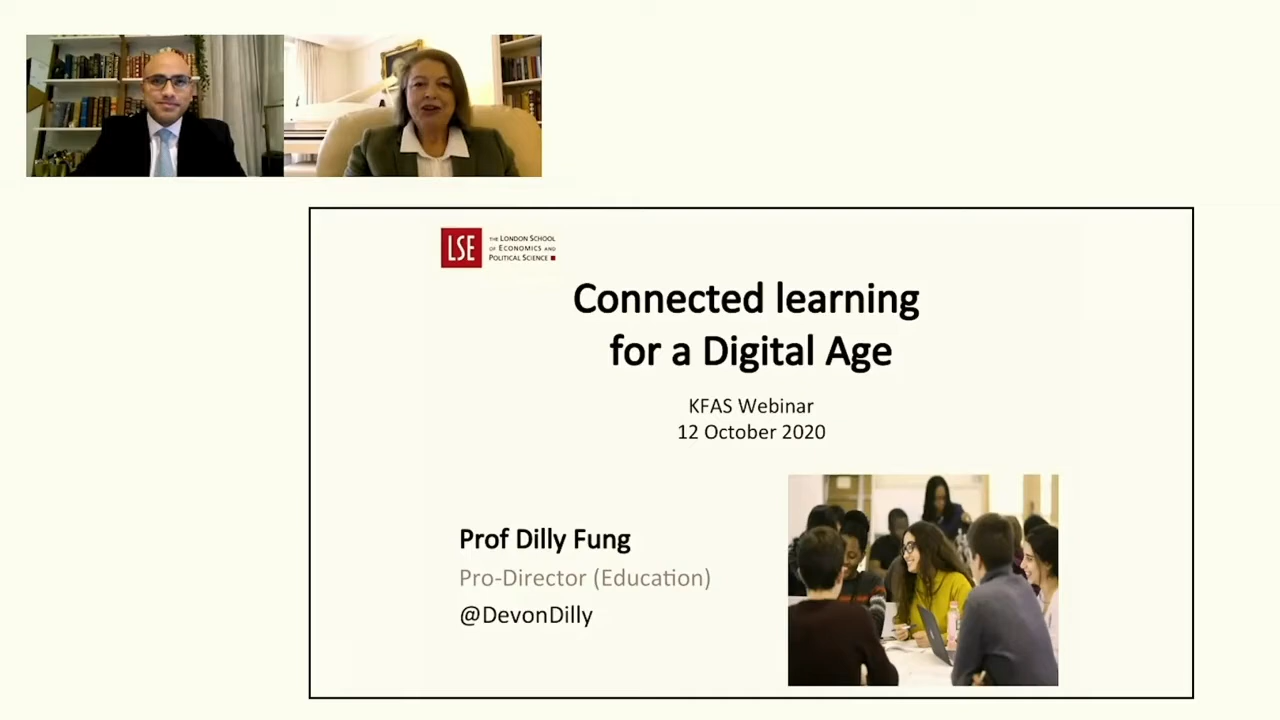 LSE
THE LONDON SCHOOL
OF ECONOMICS AND
POLITICAL SCIENCE
Connected learning
for a Digital Age
KFAS Webinar
12 October 2020
Prof Dilly Fung
Pro-Director (Education)
@DevonDilly